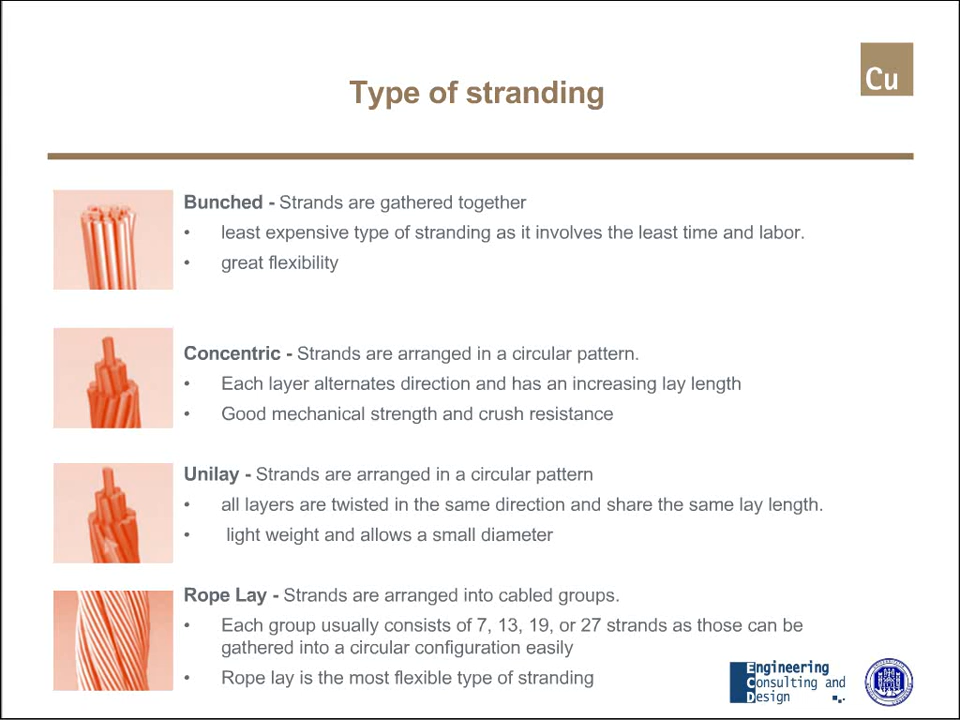 Cu
Type of stranding
Bunched - Strands are gathered together
• least expensive type of stranding as it involves the least time and labor.
• great flexibility
Concentric - Strands are arranged in a circular pattern.
• Each layer alternates direction and has an increasing lay length
• Good mechanical strength and crush resistance
Unilay - Strands are arranged in a circular pattern
• all layers are twisted in the same direction and share the same lay length.
• light weight and allows a small diameter
Rope Lay - Strands are arranged into cabled groups.
• Each group usually consists of 7, 13, 19, or 27 strands as those can be
gathered into a circular configuration easily
• Rope lay is the most flexible type of stranding
Engineering
Consulting and
Design